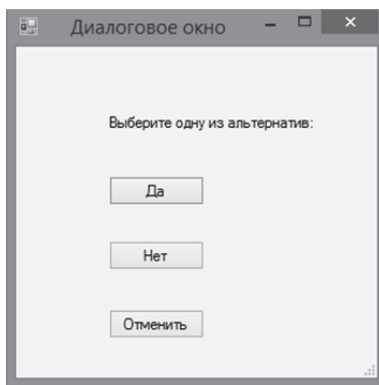 Диалоговое окно
Выберите одну из альтернатив:
Да
Нет
Отменить